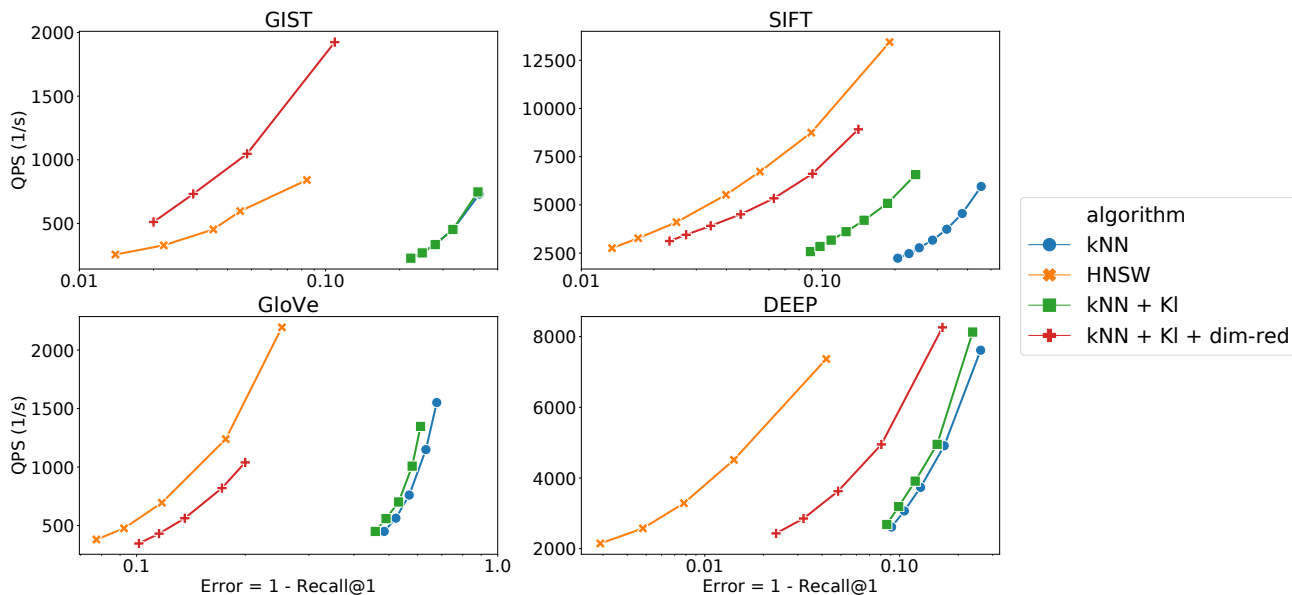 GIST
SIFT
QPS (1/s)
2000
1500
1000
500
0.01
0.10
12500
10000
7500
5000
2500
0.01
0.10
algorithm
kNN
HNSW
kNN + Kl
kNN + Kl + dim-red
GloVe
DEEP
QPS (1/s)
2000
1500
1000
500
0.1
1.0
Error = 1 - Recall@1
8000
6000
4000
2000
0.01
0.10
Error = 1 - Recall@1